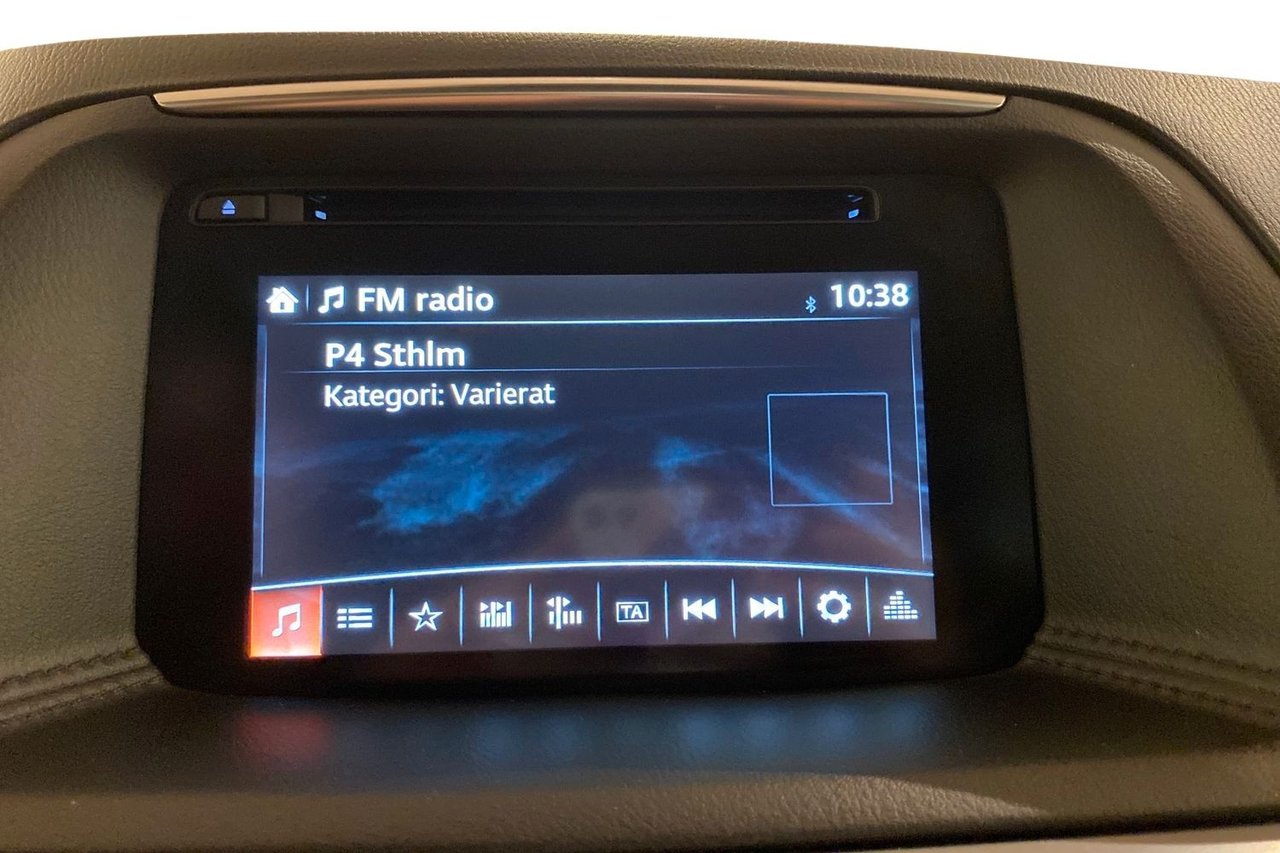 FM radio
10:38
P4 Sthlm
Kategori: Varierat
TA